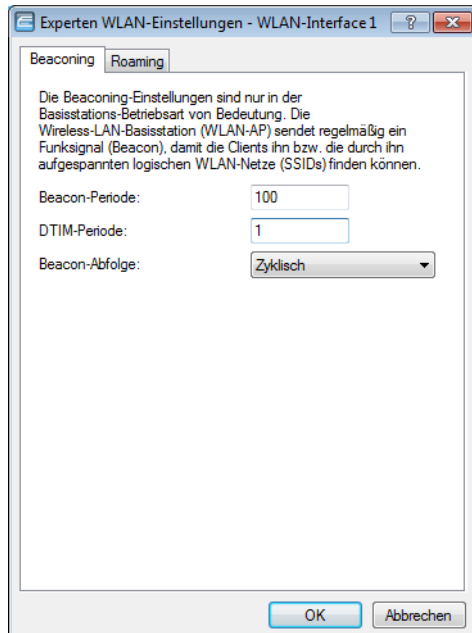 Experten WLAN-Einstellungen - WLAN-Interface 1
Beaconing
Roaming
Die Beaconing-Einstellungen sind nur in der
Basisstations-Betriebsart von Bedeutung. Die
Wireless-LAN-Basisstation (WLAN-AP) sendet regelmäßig ein
Funksignal (Beacon), damit die Clients ihn bzw. die durch ihn
aufgespannten logischen WLAN-Netze (SSIDs) finden können.
Beacon-Periode: 100
DTIM-Periode: 1
Beacon-Abfolge: Zyklisch
OK Abbrechen